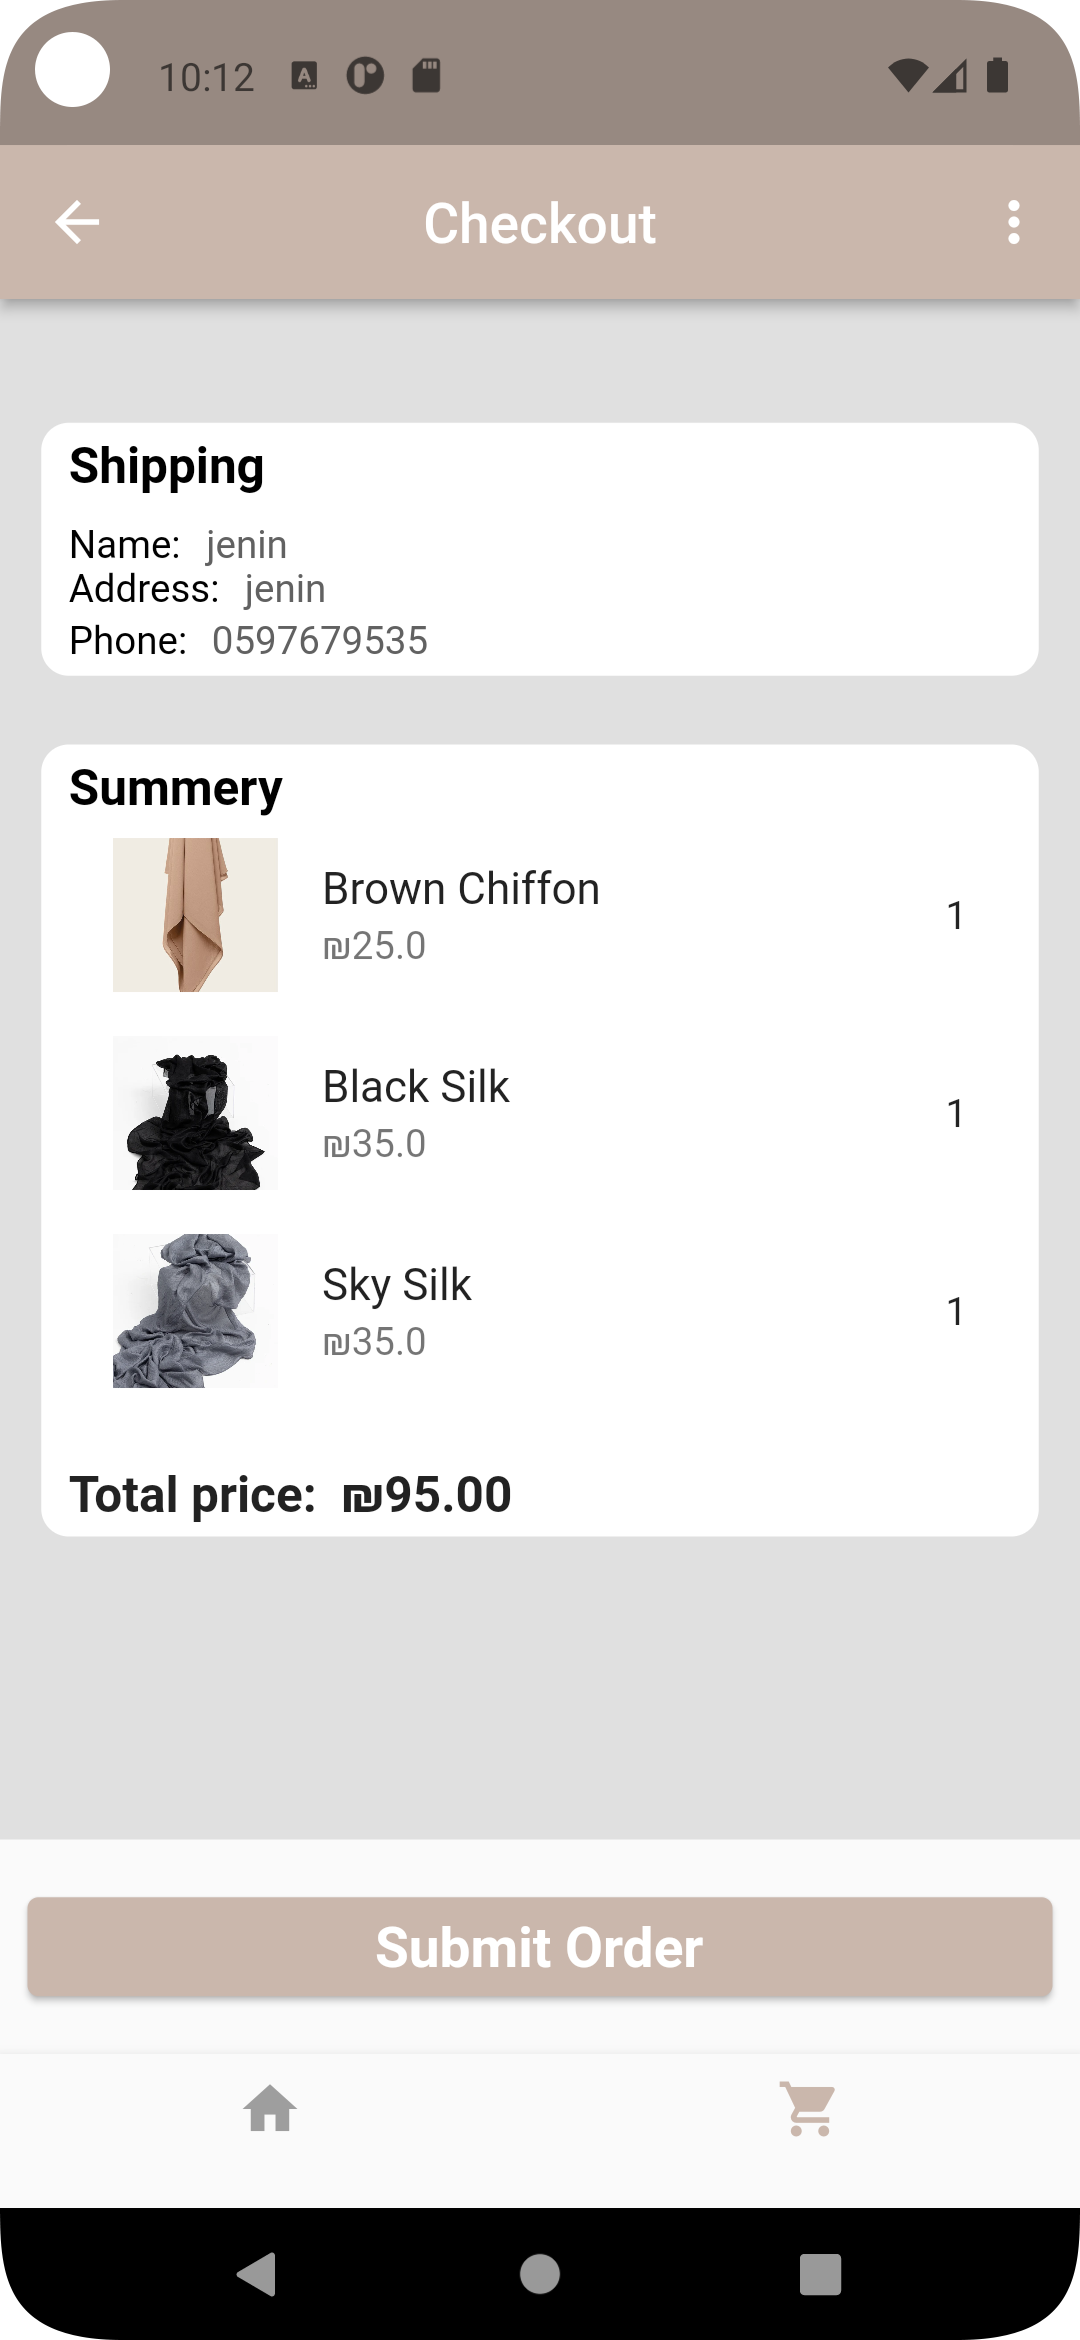 10:12
Checkout
Shipping
Name: jenin
Address: jenin
Phone: 0597679535
Summery
Brown Chiffon
₪25.0
1
Black Silk
₪35.0
1
Sky Silk
₪35.0
1
Total price: ₪95.00
Submit Order